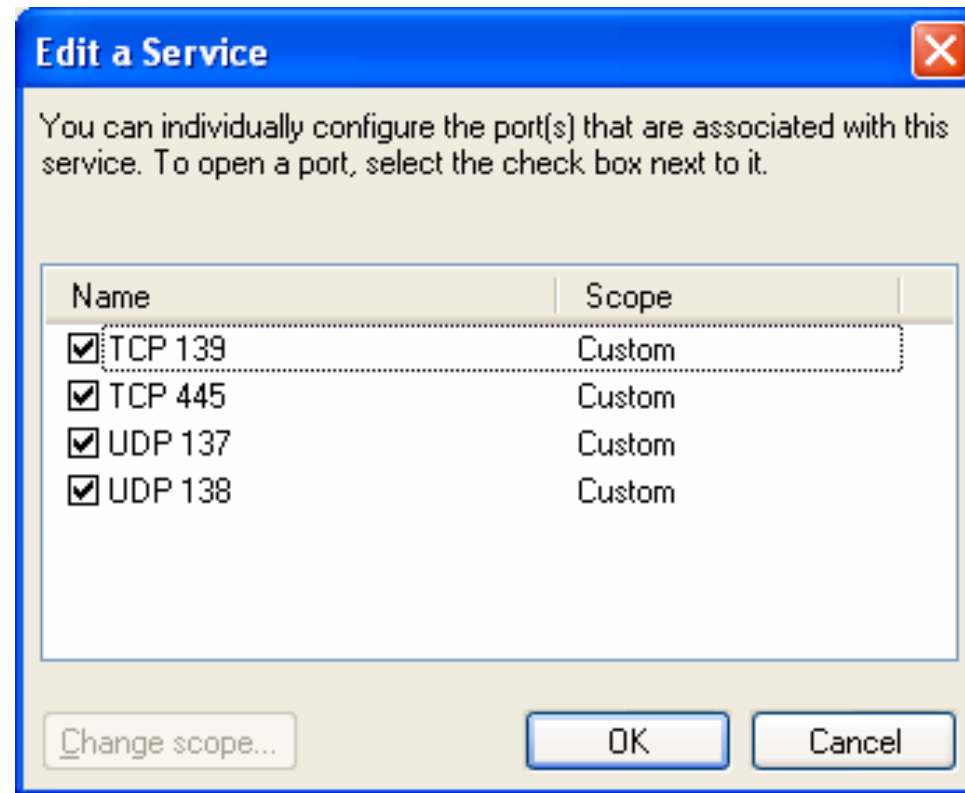 Edit a Service
You can individually configure the port(s) that are associated with this
service. To open a port, select the check box next to it.
Name Scope
TCP 139 Custom
TCP 445 Custom
UDP 137 Custom
UDP 138 Custom
Change scope... OK Cancel